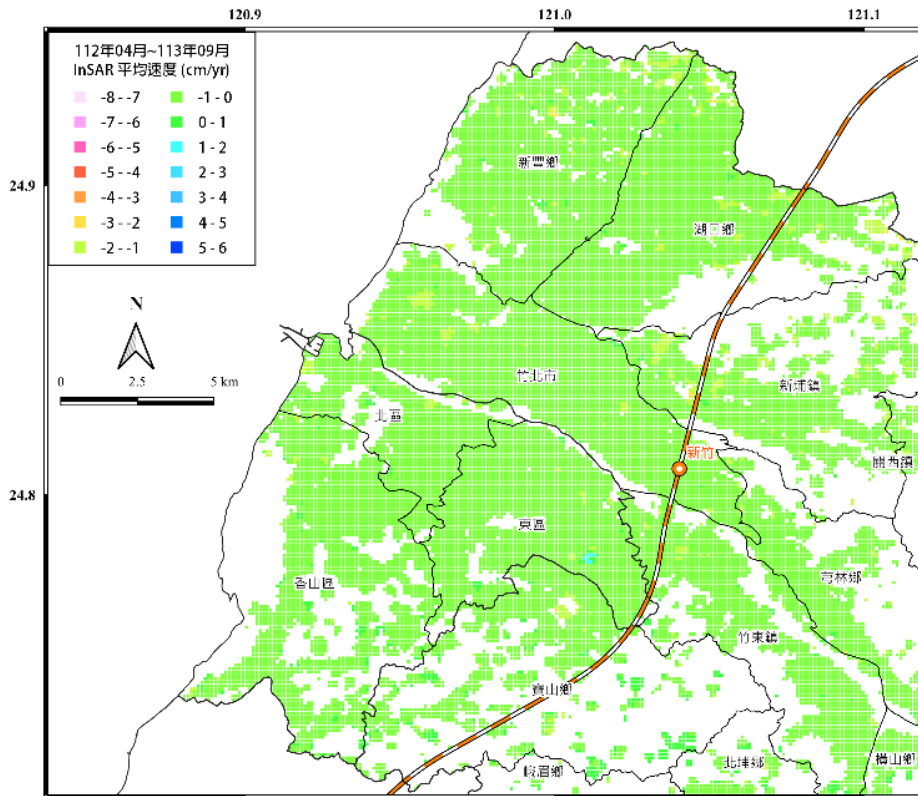 120.9 121.0 121.1
112年04月~113年09月
InSAR 平均速度 (cm/yr)
-8 - -7 -1 - 0
-7 - -6 0 - 1
-6 - -5 1 - 2
-5 - -4 2 - 3
-4 - -3 3 - 4
-3 - -2 4 - 5
-2 - -1 5 - 6
新豐鄉
24.9
湖口鄉
N
0 2.5 5 km
竹北市
新埔鎮
北區
新竹
關西鎮
24.8
東區
香山區
芎林鄉
竹東鎮
寶山鄉
峨眉鄉
北埔鄉
橫山鄉